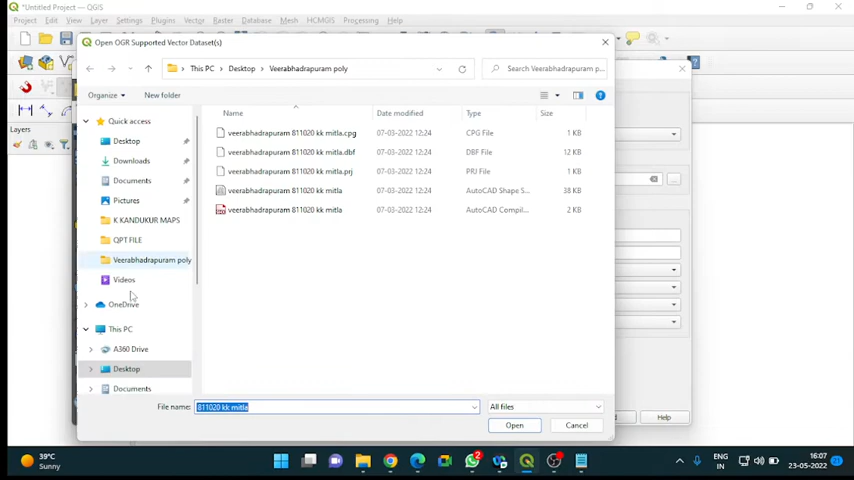 *Untitled Project — QGIS
Project Edit View Layer Settings Plugins Vector Raster Database Mesh HCMGIS Processing Help
Open OGR Supported Vector Dataset(s)
This PC > Desktop > Veerabhadrapuram poly
Search Veerabhadrapuram p...
Organize
New folder
Name Date modified Type Size
Layers
Quick access
Desktop
Downloads
Documents
Pictures
K KANDUKUR MAPS
QPT FILE
Veerabhadrapuram poly
Videos
OneDrive
This PC
A360 Drive
Desktop
Documents
veerabhadrapuram 811020 kk mitla.cpg 07-03-2022 12:24 CPG File 1 KB
veerabhadrapuram 811020 kk mitla.dbf 07-03-2022 12:24 DBF File 12 KB
veerabhadrapuram 811020 kk mitla.prj 07-03-2022 12:24 PRJ File 1 KB
veerabhadrapuram 811020 kk mitla 07-03-2022 12:24 AutoCAD Shape S... 38 KB
veerabhadrapuram 811020 kk mitla 07-03-2022 12:24 AutoCAD Compil... 2 KB
File name: 811020 kk mitla
All files
Open Cancel
Help
39°C
Sunny
2
ENG
IN
16:07
23-05-2022